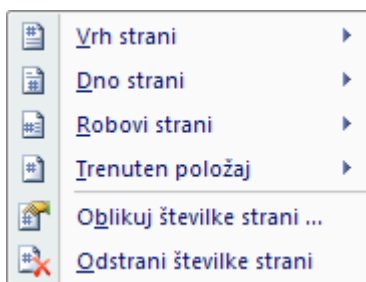 Vrh strani
Dno strani
Robovi strani
Trenuten položaj
Oblikuj številke strani ...
Odstrani številke strani